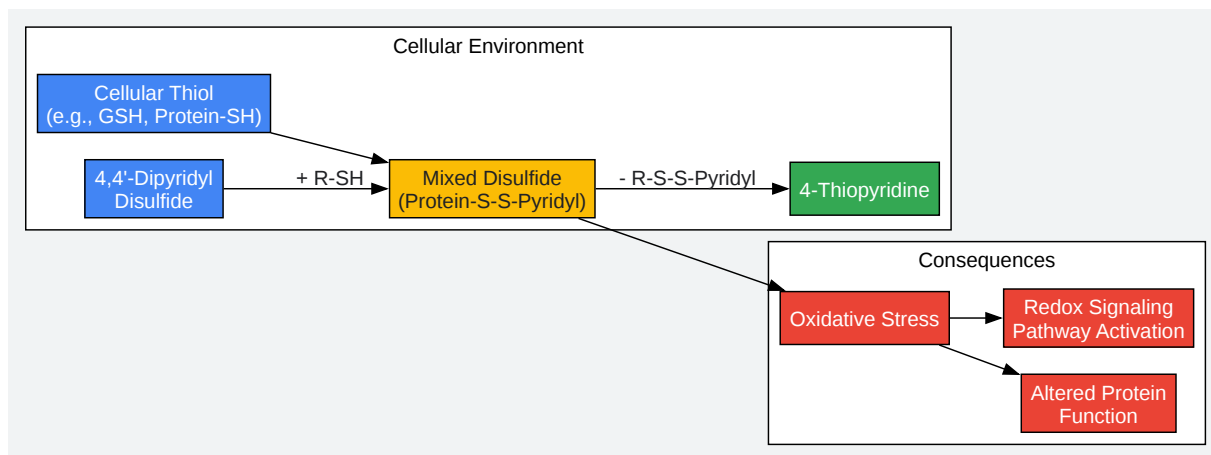 Cellular Environment
Cellular Thiol
(e.g., GSH, Protein-SH)
4,4'-Dipyridyl
Disulfide
+ R-SH
Mixed Disulfide
(Protein-S-S-Pyridyl)
- R-S-S-Pyridyl
4-Thiopyridine
Consequences
Oxidative Stress
Redox Signaling
Pathway Activation
Altered Protein
Function